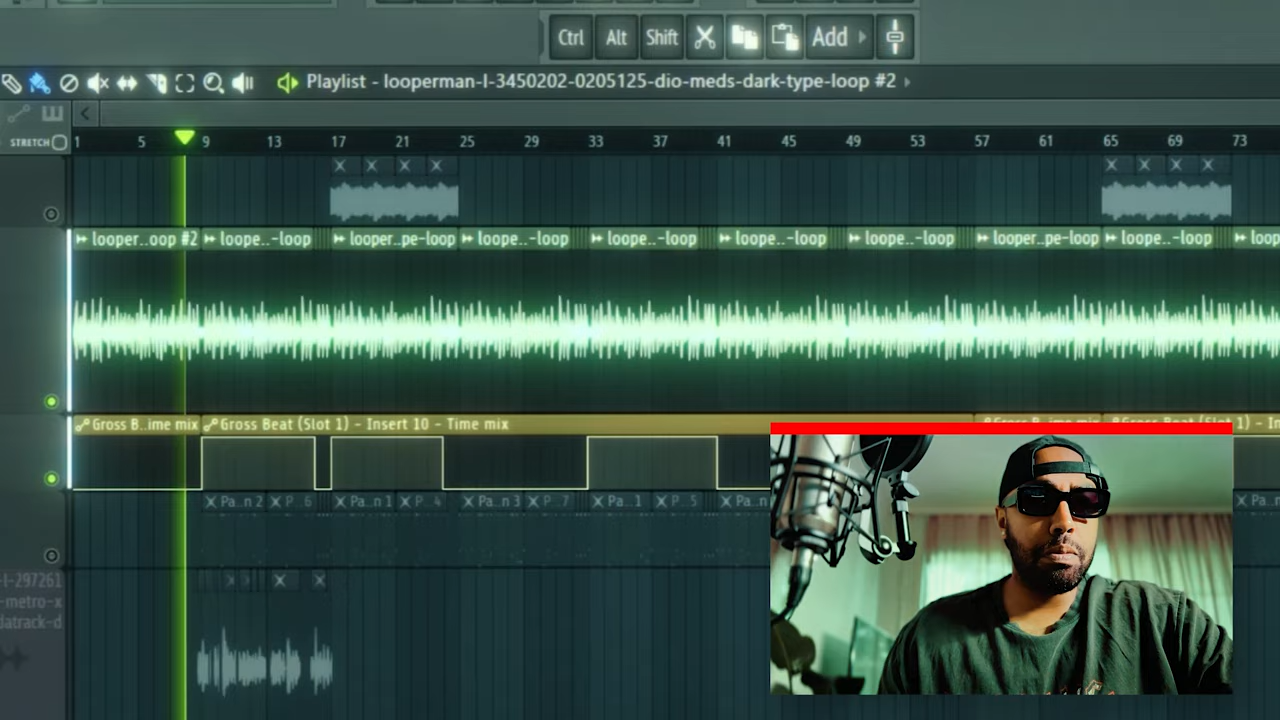 Ctrl Alt Shift Add
Playlist - looperman-l-3450202-0205125-dio-meds-dark-type-loop #2
STRETCH 1 5 9 13 17 21 25 29 33 37 41 45 49 53 57 61 65 69 73
looper..oop #2 loope..-loop looper..pe-loop loope..-loop loope..-loop loope..-loop loope..-loop looper..pe-loop loope..-loop loop
Gross B..ime mix Gross Beat (Slot 1) - Insert 10 - Time mix
Pa..n 2 P..6 Pa..n 1 P..4 Pa..n 3 P..7 Pa..1 P..5 Pa..n
-l-297261
-metro-x
datrack-d